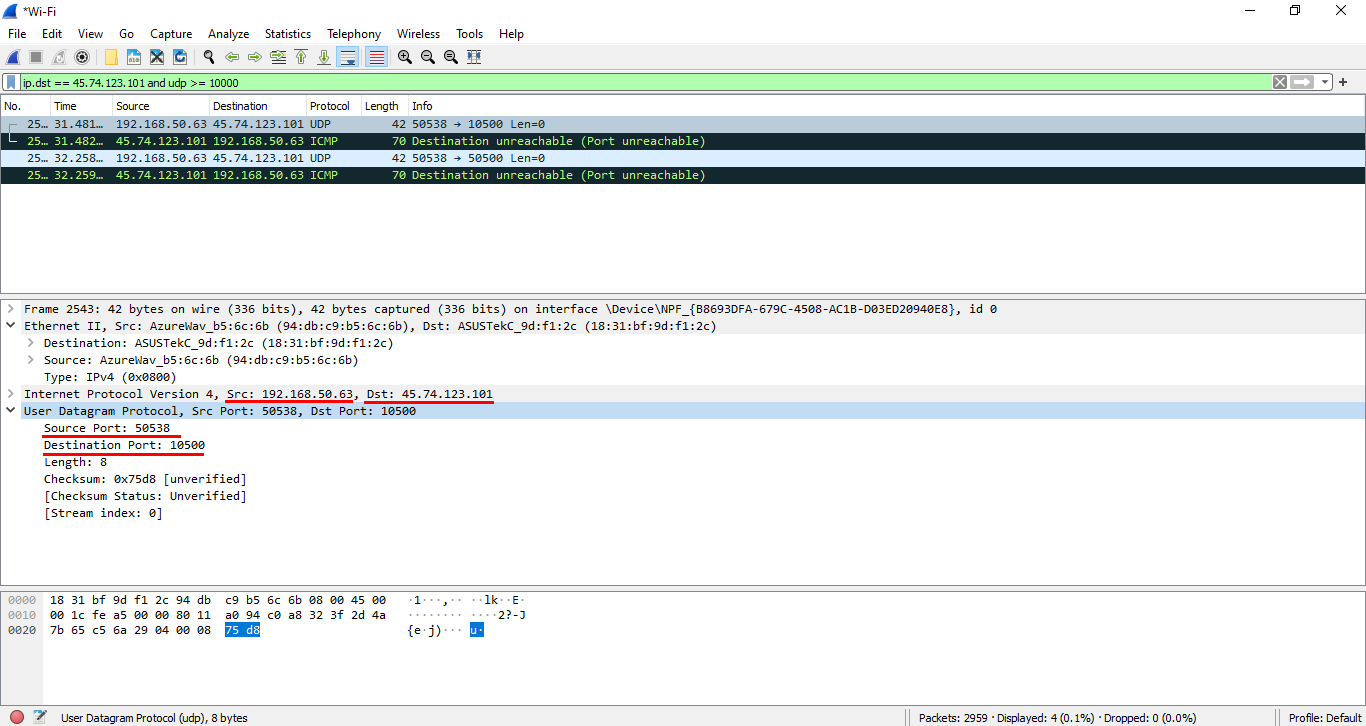 *Wi-Fi
File Edit View Go Capture Analyze Statistics Telephony Wireless Tools Help
ip.dst == 45.74.123.101 and udp >= 10000
No. Time Source Destination Protocol Length Info
25… 31.481… 192.168.50.63 45.74.123.101 UDP 42 50538 → 10500 Len=0
25… 31.482… 45.74.123.101 192.168.50.63 ICMP 70 Destination unreachable (Port unreachable)
25… 32.258… 192.168.50.63 45.74.123.101 UDP 42 50538 → 50500 Len=0
25… 32.259… 45.74.123.101 192.168.50.63 ICMP 70 Destination unreachable (Port unreachable)
Frame 2543: 42 bytes on wire (336 bits), 42 bytes captured (336 bits) on interface \Device\NPF_{B8693DFA-679C-4508-AC1B-D03ED20940E8}, id 0
Ethernet II, Src: AzureWav_b5:6c:6b (94:db:c9:b5:6c:6b), Dst: ASUSTekC_9d:f1:2c (18:31:bf:9d:f1:2c)
Destination: ASUSTekC_9d:f1:2c (18:31:bf:9d:f1:2c)
Source: AzureWav_b5:6c:6b (94:db:c9:b5:6c:6b)
Type: IPv4 (0x0800)
Internet Protocol Version 4, Src: 192.168.50.63, Dst: 45.74.123.101
User Datagram Protocol, Src Port: 50538, Dst Port: 10500
Source Port: 50538
Destination Port: 10500
Length: 8
Checksum: 0x75d8 [unverified]
[Checksum Status: Unverified]
[Stream index: 0]
0000 18 31 bf 9d f1 2c 94 db c9 b5 6c 6b 08 00 45 00 ·1···,·· ··lk··E·
0010 00 1c fe a5 00 00 80 11 a0 94 c0 a8 32 3f 2d 4a ········ ····2?-J
0020 7b 65 c5 6a 29 04 00 08 75 d8 {e·j)··· u·
User Datagram Protocol (udp), 8 bytes
Packets: 2959 · Displayed: 4 (0.1%) · Dropped: 0 (0.0%)
Profile: Default